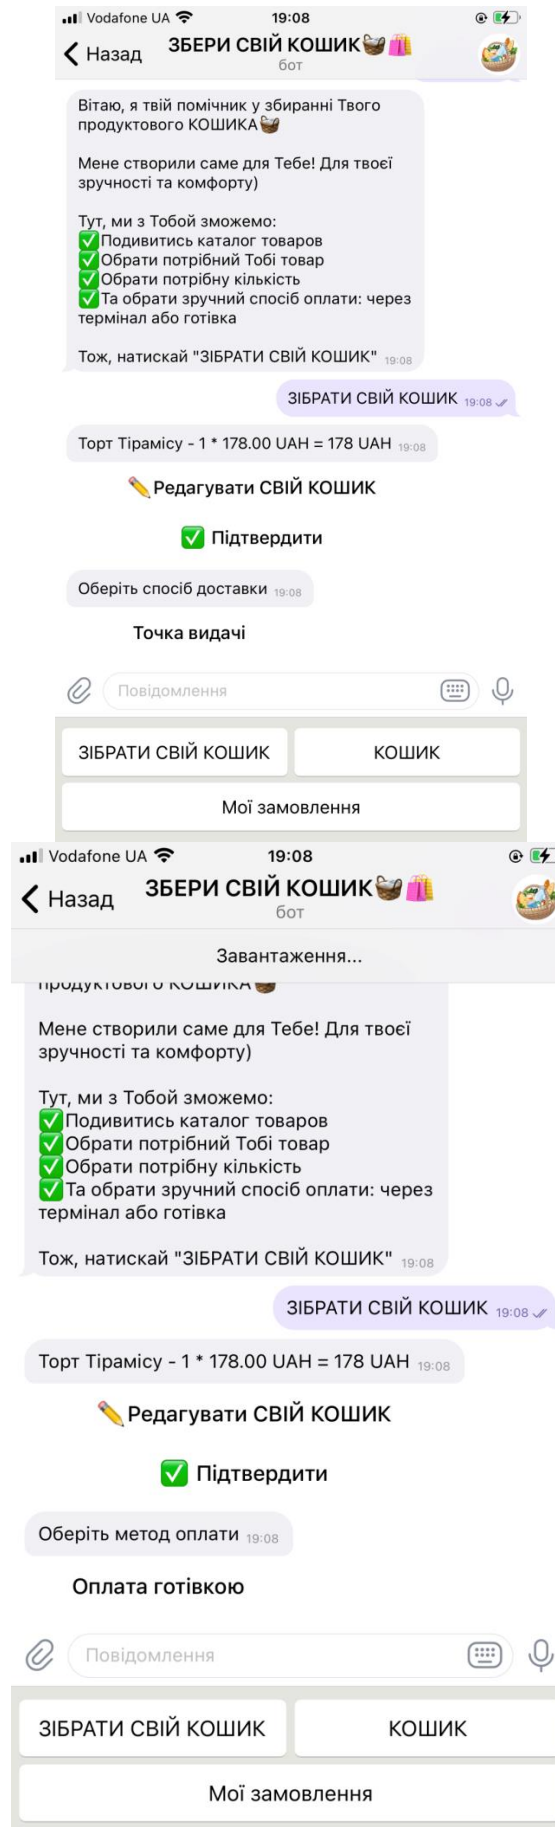 Vodafone UA 19:08
Назад ЗБЕРИ СВІЙ КОШИК
бот
Вітаю, я твій помічник у збиранні Твого
продуктового КОШИКА
Мене створили саме для Тебе! Для твоєї
зручності та комфорту)
Тут, ми з Тобой зможемо:
✅Подивитись каталог товаров
✅Обрати потрібний Тобі товар
✅Обрати потрібну кількість
✅Та обрати зручний спосіб оплати: через
термінал або готівка
Тож, натискай "ЗІБРАТИ СВІЙ КОШИК" 19:08
ЗІБРАТИ СВІЙ КОШИК 19:08
Торт Тірамісу - 1 * 178.00 UAH = 178 UAH 19:08
✏️Редагувати СВІЙ КОШИК
✅ Підтвердити
Оберіть спосіб доставки 19:08
Точка видачі
Повідомлення
ЗІБРАТИ СВІЙ КОШИК КОШИК
Мої замовлення
Vodafone UA 19:08
Назад ЗБЕРИ СВІЙ КОШИК
бот
Завантаження...
продуктового КОШИКА
Мене створили саме для Тебе! Для твоєї
зручності та комфорту)
Тут, ми з Тобой зможемо:
✅Подивитись каталог товаров
✅Обрати потрібний Тобі товар
✅Обрати потрібну кількість
✅Та обрати зручний спосіб оплати: через
термінал або готівка
Тож, натискай "ЗІБРАТИ СВІЙ КОШИК" 19:08
ЗІБРАТИ СВІЙ КОШИК 19:08
Торт Тірамісу - 1 * 178.00 UAH = 178 UAH 19:08
✏️Редагувати СВІЙ КОШИК
✅ Підтвердити
Оберіть метод оплати 19:08
Оплата готівкою
Повідомлення
ЗІБРАТИ СВІЙ КОШИК КОШИК
Мої замовлення